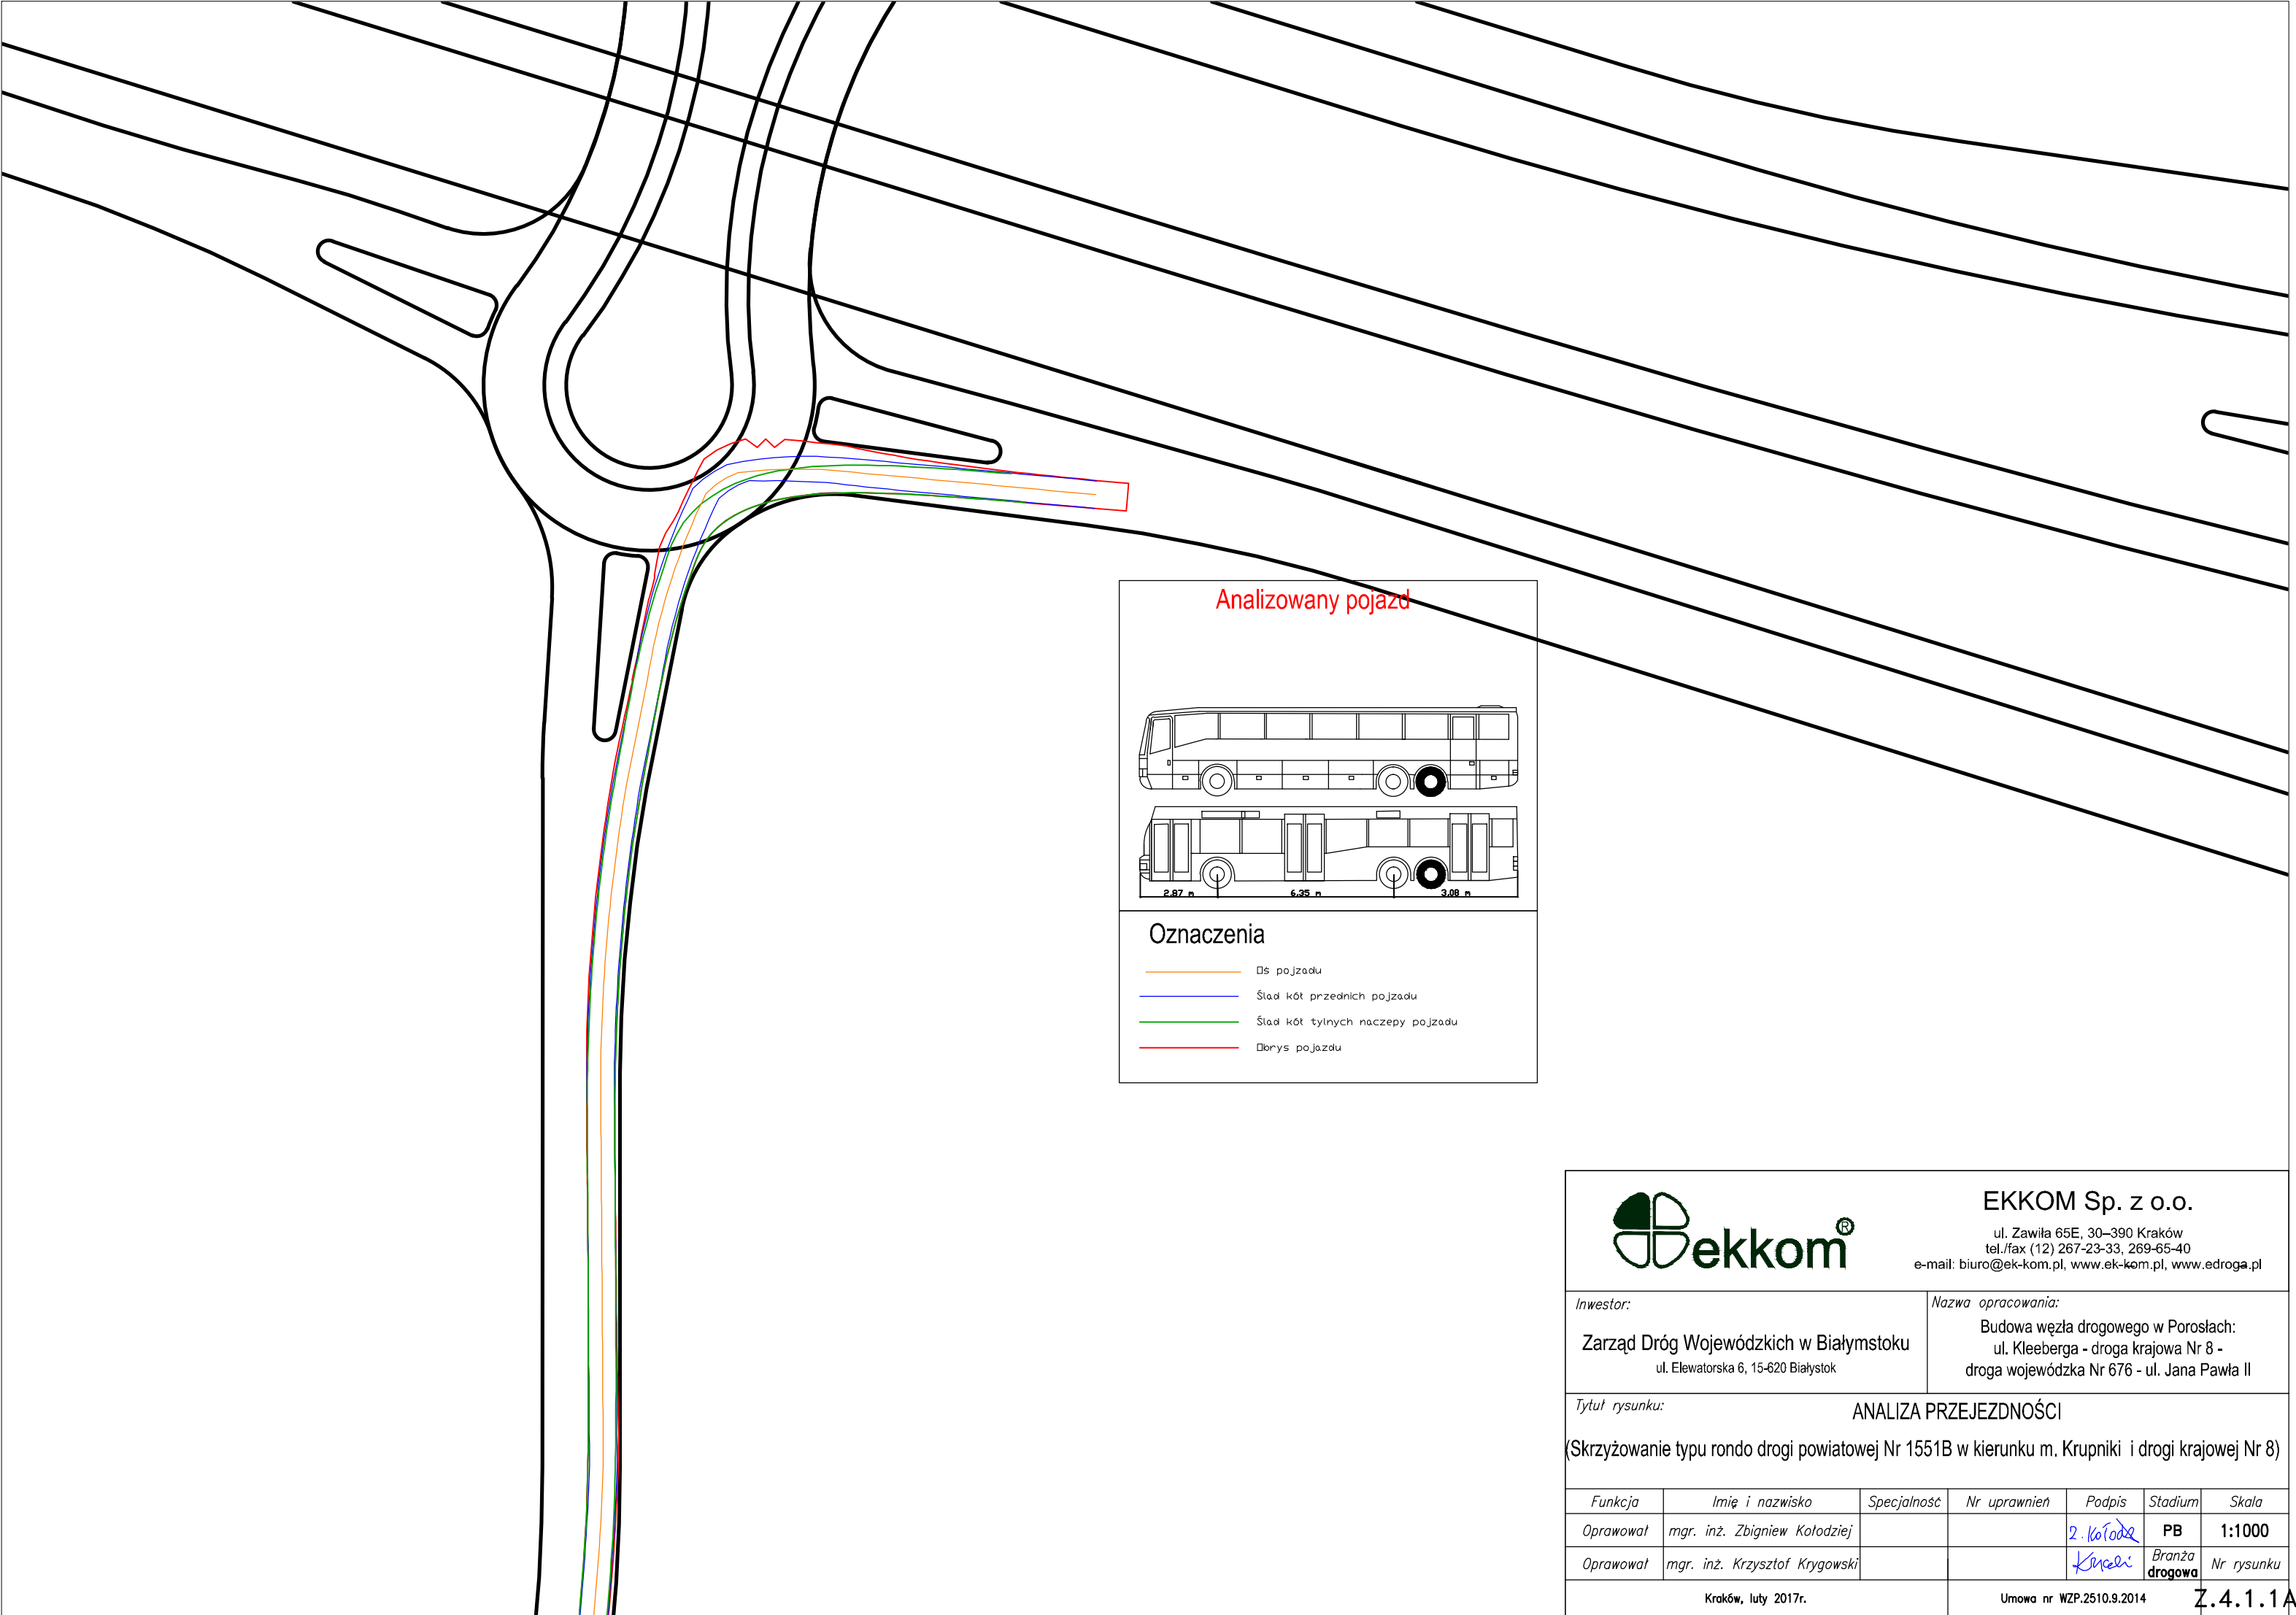 Analizowany pojazd
2.87 m 6.35 m 3.08 m
Oznaczenia
Oś pojzadu
Ślad kół przednich pojzadu
Ślad kół tylnych naczepy pojzadu
Obrys pojazdu
ekkom®
EKKOM Sp. z o.o.
ul. Zawiła 65E, 30–390 Kraków
tel./fax (12) 267-23-33, 269-65-40
e-mail: biuro@ek-kom.pl, www.ek-kom.pl, www.edroga.pl
Inwestor:
Zarząd Dróg Wojewódzkich w Białymstoku
ul. Elewatorska 6, 15-620 Białystok
Nazwa opracowania:
Budowa węzła drogowego w Porosłach:
ul. Kleeberga - droga krajowa Nr 8 -
droga wojewódzka Nr 676 - ul. Jana Pawła II
Tytuł rysunku:
ANALIZA PRZEJEZDNOŚCI
(Skrzyżowanie typu rondo drogi powiatowej Nr 1551B w kierunku m. Krupniki i drogi krajowej Nr 8)
Funkcja Imię i nazwisko Specjalność Nr uprawnień Podpis Stadium Skala
Oprawował mgr. inż. Zbigniew Kołodziej PB 1:1000
Oprawował mgr. inż. Krzysztof Krygowski Branża drogowa Nr rysunku
Kraków, luty 2017r. Umowa nr WZP.2510.9.2014 Z.4.1.1A